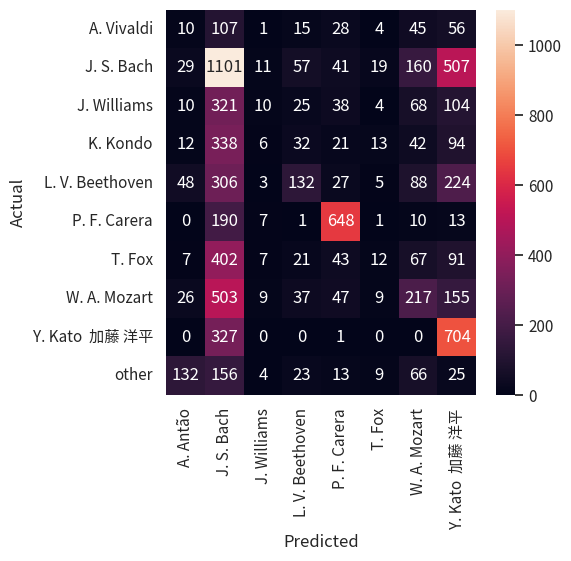 A. Vivaldi 10 107 1 15 28 4 45 56
J. S. Bach 29 1101 11 57 41 19 160 507
J. Williams 10 321 10 25 38 4 68 104
K. Kondo 12 338 6 32 21 13 42 94
L. V. Beethoven 48 306 3 132 27 5 88 224
P. F. Carera 0 190 7 1 648 1 10 13
T. Fox 7 402 7 21 43 12 67 91
W. A. Mozart 26 503 9 37 47 9 217 155
Y. Kato 加藤 洋平 0 327 0 0 1 0 0 704
other 132 156 4 23 13 9 66 25
Actual
A. Antão
J. S. Bach
J. Williams
L. V. Beethoven
P. F. Carera
T. Fox
W. A. Mozart
Y. Kato 加藤 洋平
Predicted
1000
800
600
400
200
0